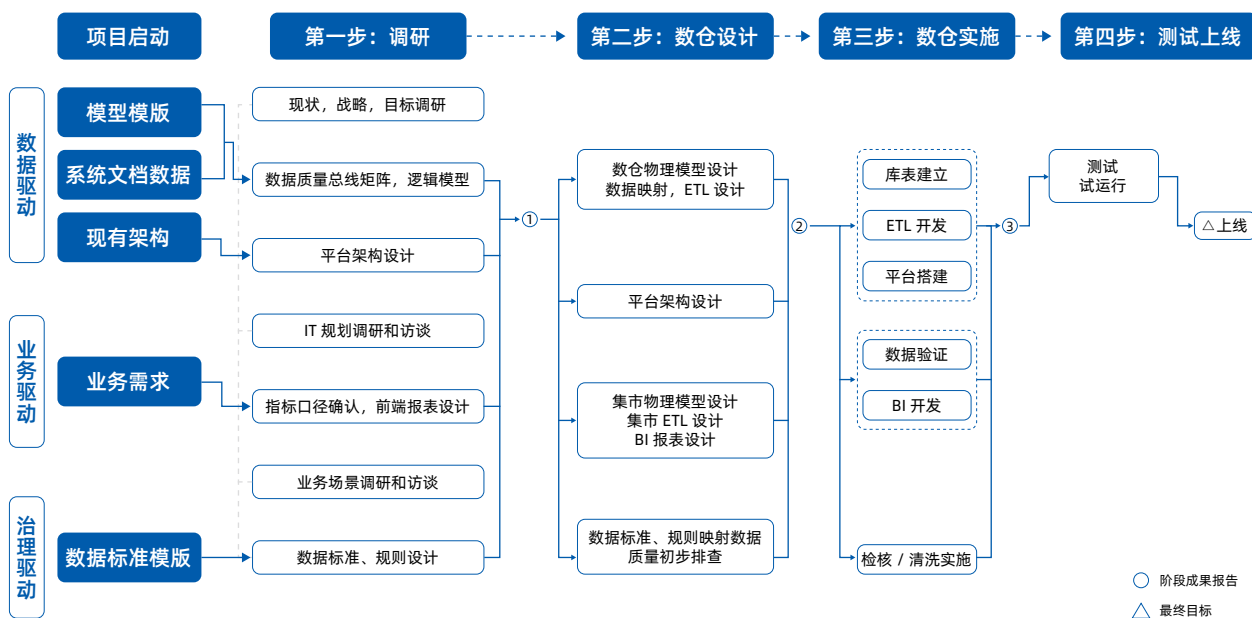 项目启动
第一步：调研
第二步：数仓设计
第三步：数仓实施
第四步：测试上线
数据驱动
模型模版
系统文档数据
现有架构
业务驱动
业务需求
治理驱动
数据标准模版
现状，战略，目标调研
数据质量总线矩阵，逻辑模型
平台架构设计
IT 规划调研和访谈
指标口径确认，前端报表设计
业务场景调研和访谈
数据标准、规则设计
①
数仓物理模型设计
数据映射，ETL 设计
平台架构设计
集市物理模型设计
集市 ETL 设计
BI 报表设计
数据标准、规则映射数据
质量初步排查
②
库表建立
ETL 开发
平台搭建
数据验证
BI 开发
检核 / 清洗实施
③
测试
试运行
△上线
○ 阶段成果报告
△ 最终目标